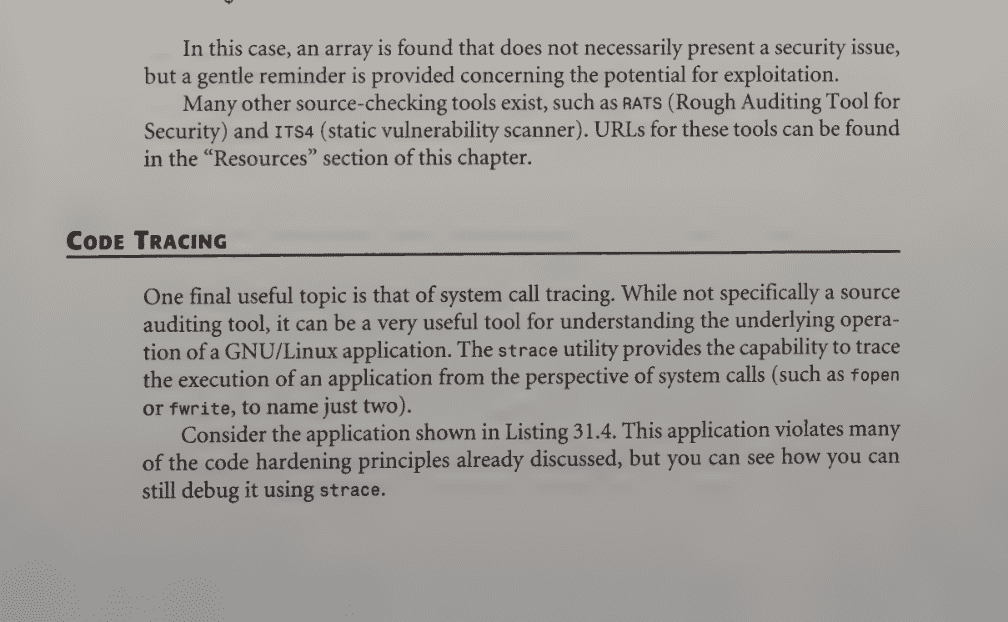 In this case, an array is found that does not necessarily present a security issue,
but a gentle reminder is provided concerning the potential for exploitation.
Many other source-checking tools exist, such as RATS (Rough Auditing Tool for
Security) and ITS4 (static vulnerability scanner). URLs for these tools can be found
in the “Resources” section of this chapter.
CODE TRACING
One final useful topic is that of system call tracing. While not specifically a source
auditing tool, it can be a very useful tool for understanding the underlying opera-
tion of a GNU/Linux application. The strace utility provides the capability to trace
the execution of an application from the perspective of system calls (such as fopen
or fwrite, to name just two).
Consider the application shown in Listing 31.4. This application violates many
of the code hardening principles already discussed, but you can see how you can
still debug it using strace.